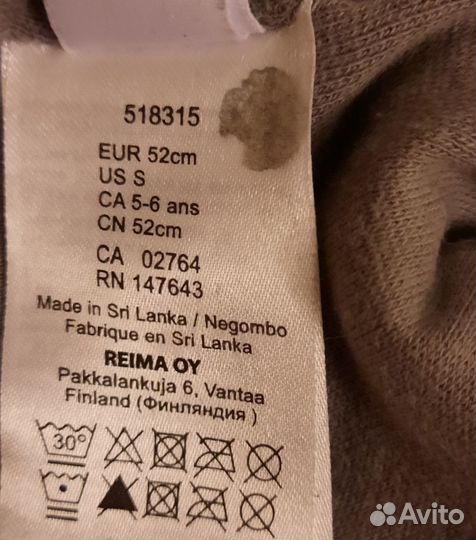 518315
EUR 52cm
US S
CA 5-6 ans
CN 52cm
CA 02764
RN 147643
Made in Sri Lanka / Negombo
Fabrique en Sri Lanka
REIMA OY
Pakkalankuja 6, Vantaa
Finland (Финляндия )
30°
Avito